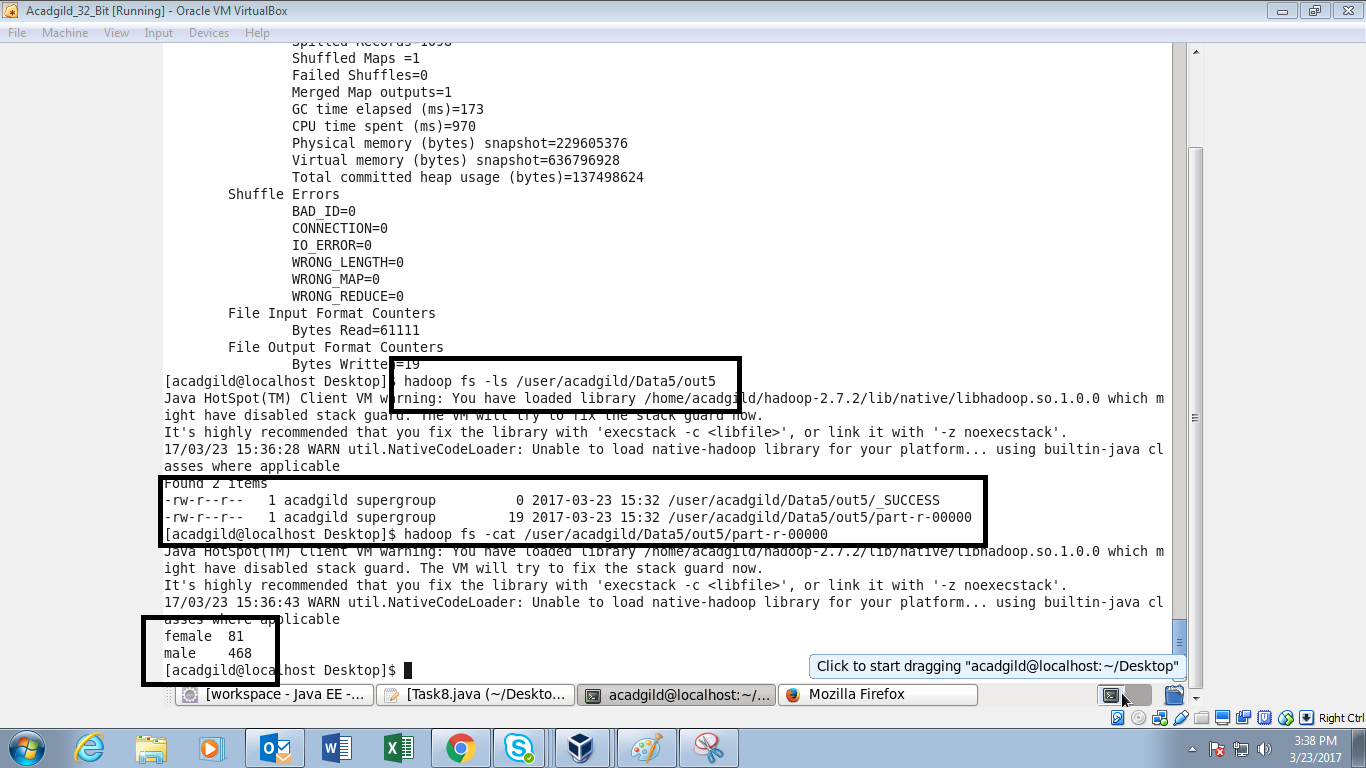 Acadgild_32_Bit [Running] - Oracle VM VirtualBox
File Machine View Input Devices Help
Spilled Records=1098
Shuffled Maps =1
Failed Shuffles=0
Merged Map outputs=1
GC time elapsed (ms)=173
CPU time spent (ms)=970
Physical memory (bytes) snapshot=229605376
Virtual memory (bytes) snapshot=636796928
Total committed heap usage (bytes)=137498624
Shuffle Errors
BAD_ID=0
CONNECTION=0
IO_ERROR=0
WRONG_LENGTH=0
WRONG_MAP=0
WRONG_REDUCE=0
File Input Format Counters
Bytes Read=61111
File Output Format Counters
Bytes Written=19
[acadgild@localhost Desktop]$ hadoop fs -ls /user/acadgild/Data5/out5
Java HotSpot(TM) Client VM warning: You have loaded library /home/acadgild/hadoop-2.7.2/lib/native/libhadoop.so.1.0.0 which m
ight have disabled stack guard. The VM will try to fix the stack guard now.
It's highly recommended that you fix the library with 'execstack -c <libfile>', or link it with '-z noexecstack'.
17/03/23 15:36:28 WARN util.NativeCodeLoader: Unable to load native-hadoop library for your platform... using builtin-java cl
asses where applicable
Found 2 items
-rw-r--r-- 1 acadgild supergroup 0 2017-03-23 15:32 /user/acadgild/Data5/out5/_SUCCESS
-rw-r--r-- 1 acadgild supergroup 19 2017-03-23 15:32 /user/acadgild/Data5/out5/part-r-00000
[acadgild@localhost Desktop]$ hadoop fs -cat /user/acadgild/Data5/out5/part-r-00000
Java HotSpot(TM) Client VM warning: You have loaded library /home/acadgild/hadoop-2.7.2/lib/native/libhadoop.so.1.0.0 which m
ight have disabled stack guard. The VM will try to fix the stack guard now.
It's highly recommended that you fix the library with 'execstack -c <libfile>', or link it with '-z noexecstack'.
17/03/23 15:36:43 WARN util.NativeCodeLoader: Unable to load native-hadoop library for your platform... using builtin-java cl
asses where applicable
female 81
male 468
[acadgild@localhost Desktop]$
Click to start dragging "acadgild@localhost:~/Desktop"
[workspace - Java EE -... [Task8.java (~/Deskto... acadgild@localhost:~/... Mozilla Firefox
Right Ctrl
3:38 PM
3/23/2017